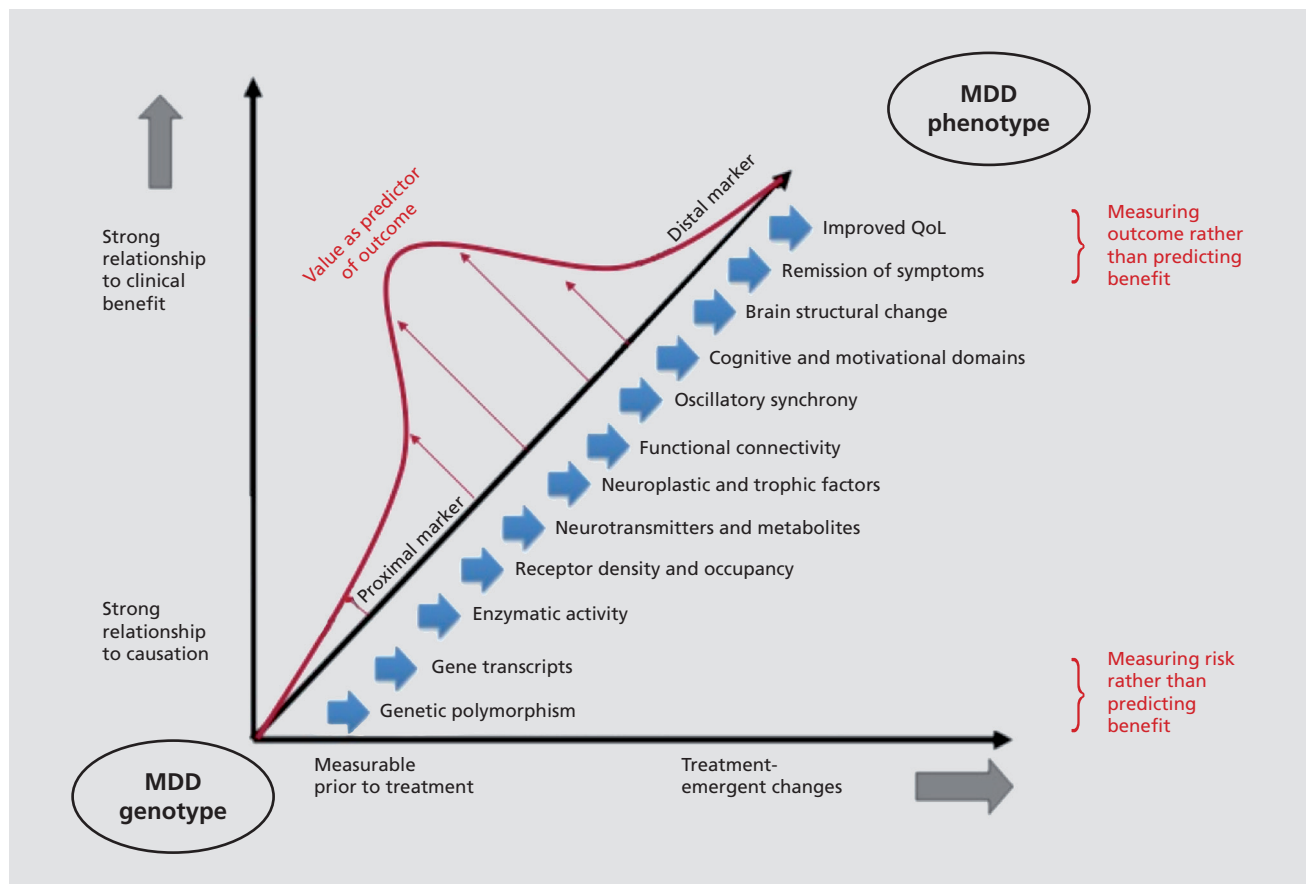 MDD
phenotype
Strong
relationship
to clinical
benefit
Value as predictor
of outcome
Distal marker
Improved QoL
Remission of symptoms
Measuring
outcome rather
than predicting
benefit
Brain structural change
Cognitive and motivational domains
Oscillatory synchrony
Functional connectivity
Neuroplastic and trophic factors
Proximal marker
Neurotransmitters and metabolites
Receptor density and occupancy
Strong
relationship
to causation
Enzymatic activity
Gene transcripts
Genetic polymorphism
Measuring risk
rather than
predicting
benefit
MDD
genotype
Measurable
prior to treatment
Treatment-
emergent changes